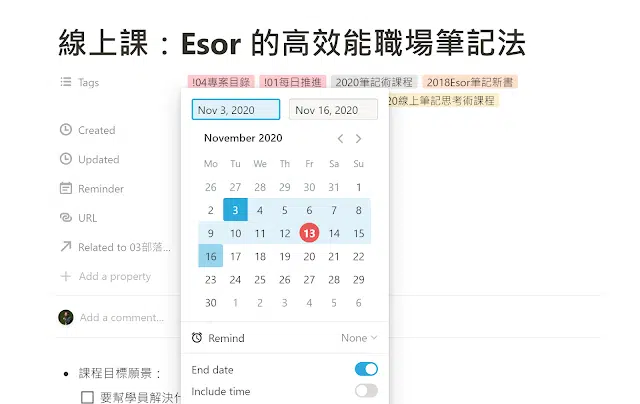 線上課：Esor 的高效能職場筆記法
Tags
!04專案目錄 !01每日推進 2020筆記術課程 2018Esor筆記新書
20線上筆記思考術課程
Nov 3, 2020 Nov 16, 2020
Created
November 2020
Updated
Mo Tu We Th Fr Sa Su
Reminder
26 27 28 29 30 31 1
URL
2 3 4 5 6 7 8
Related to 03部落...
9 10 11 12 13 14 15
16 17 18 19 20 21 22
Add a property
23 24 25 26 27 28 29
30 1 2 3 4 5 6
Add a comment...
Remind None
End date
課程目標願景：
Include time
要幫學員解決什